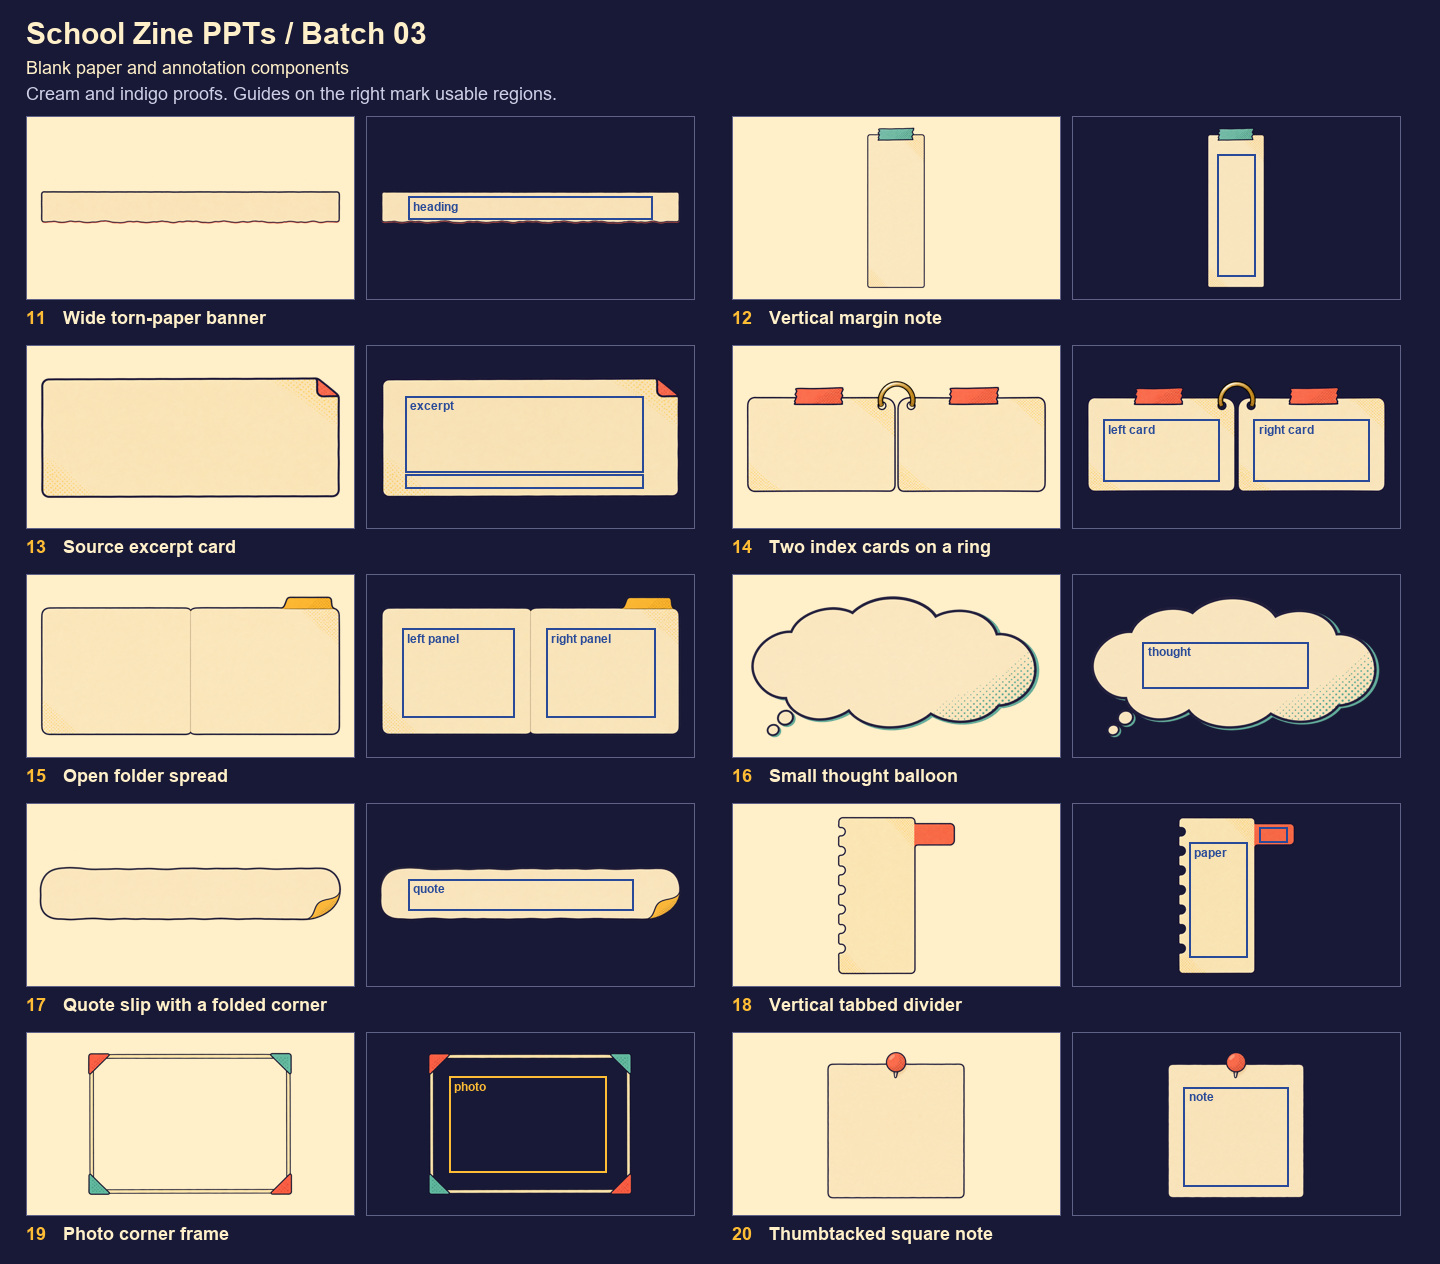 School Zine PPTs / Batch 03
Blank paper and annotation components
Cream and indigo proofs. Guides on the right mark usable regions.
heading
11 Wide torn-paper banner
12 Vertical margin note
excerpt
13 Source excerpt card
left card
right card
14 Two index cards on a ring
left panel
right panel
15 Open folder spread
thought
16 Small thought balloon
quote
17 Quote slip with a folded corner
paper
18 Vertical tabbed divider
photo
19 Photo corner frame
note
20 Thumbtacked square note